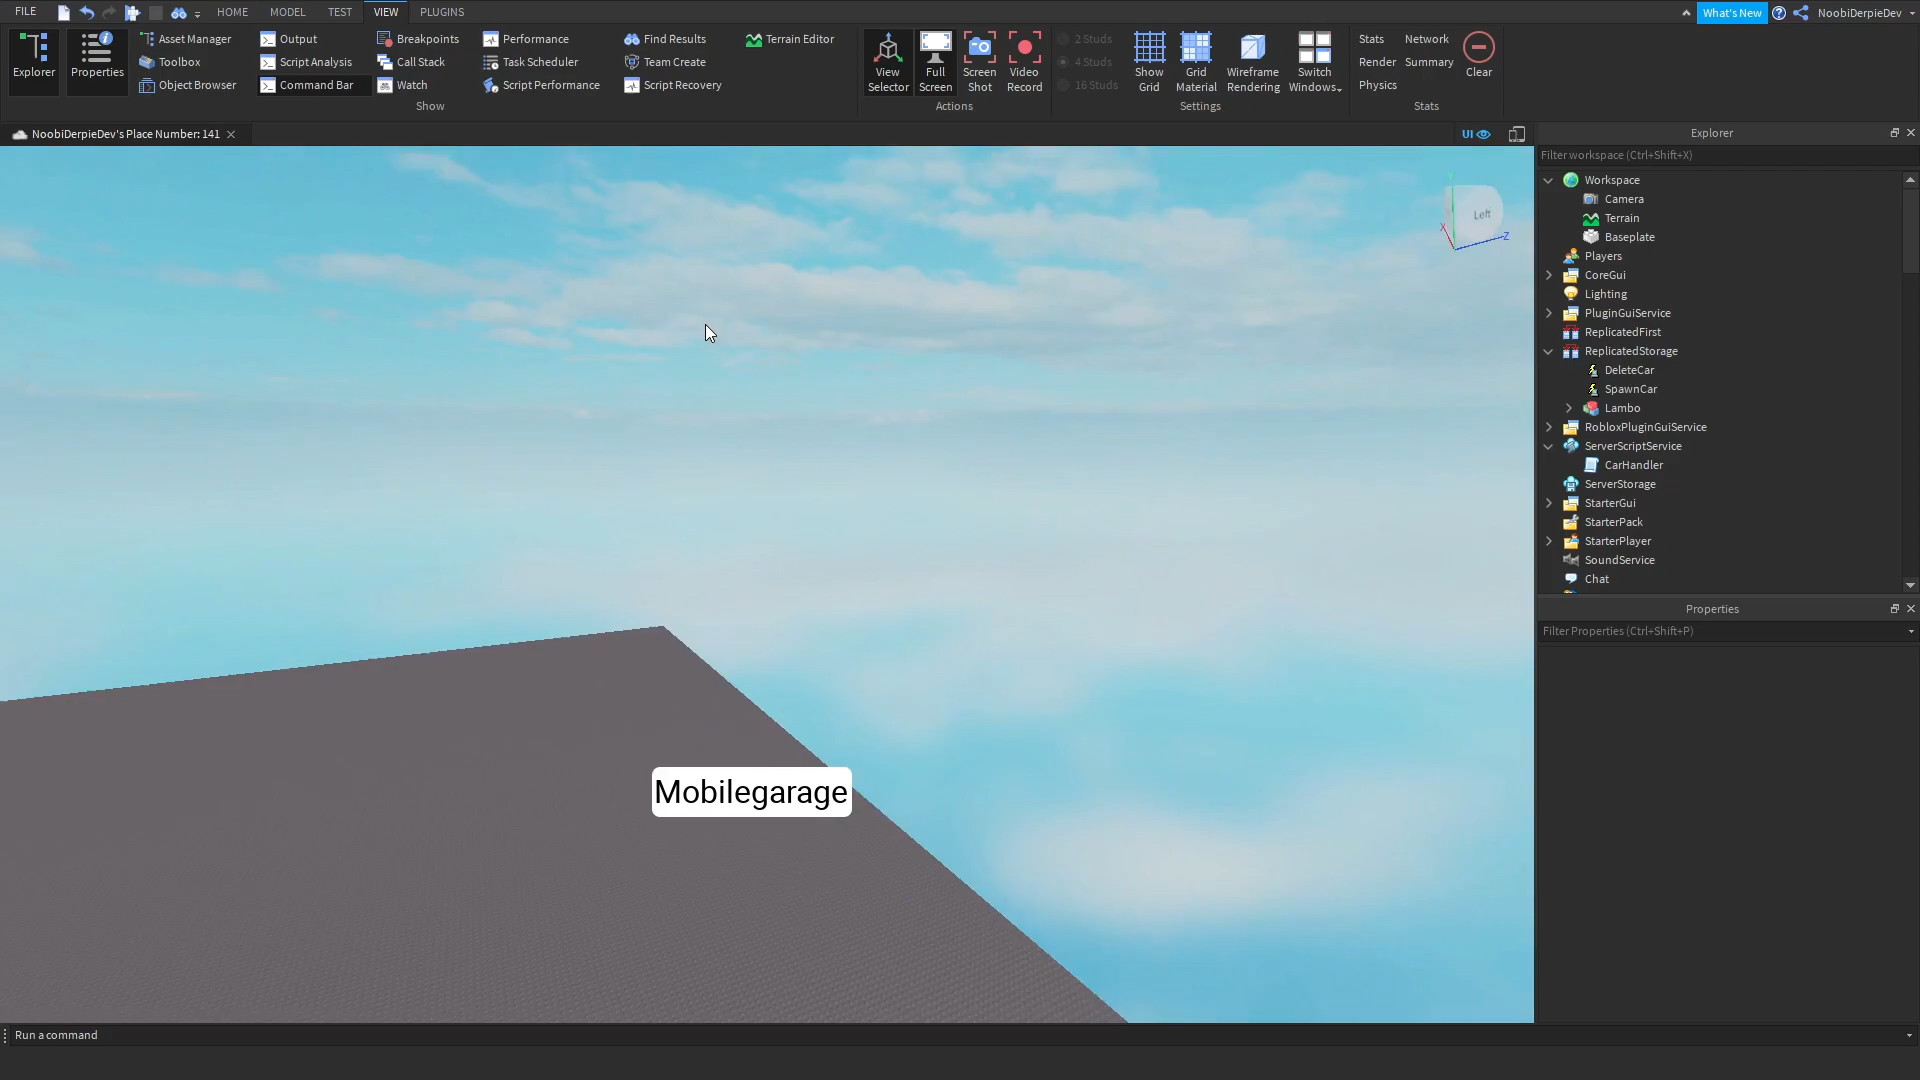 FILE
HOME
MODEL
TEST
VIEW
PLUGINS
What's New
NoobiDerpieDev
Explorer
Properties
Asset Manager
Toolbox
Object Browser
Output
Script Analysis
Command Bar
Breakpoints
Call Stack
Watch
Performance
Task Scheduler
Script Performance
Find Results
Team Create
Script Recovery
Terrain Editor
Show
View
Selector
Full
Screen
Screen
Shot
Video
Record
Actions
2 Studs
4 Studs
16 Studs
Show
Grid
Grid
Material
Wireframe
Rendering
Switch
Windows
Settings
Stats
Network
Render
Summary
Physics
Clear
Stats
NoobiDerpieDev's Place Number: 141
UI
Left
X
Z
Mobilegarage
Explorer
Filter workspace (Ctrl+Shift+X)
Workspace
Camera
Terrain
Baseplate
Players
CoreGui
Lighting
PluginGuiService
ReplicatedFirst
ReplicatedStorage
DeleteCar
SpawnCar
Lambo
RobloxPluginGuiService
ServerScriptService
CarHandler
ServerStorage
StarterGui
StarterPack
StarterPlayer
SoundService
Chat
Properties
Filter Properties (Ctrl+Shift+P)
Run a command